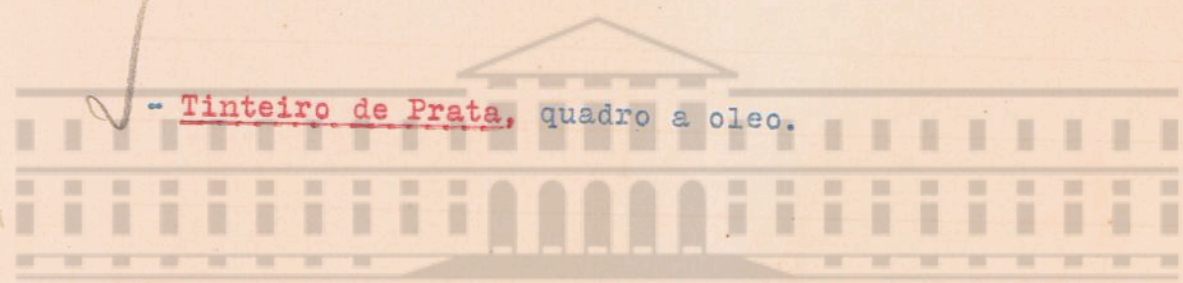 - Tinteiro de Prata, quadro a oleo.